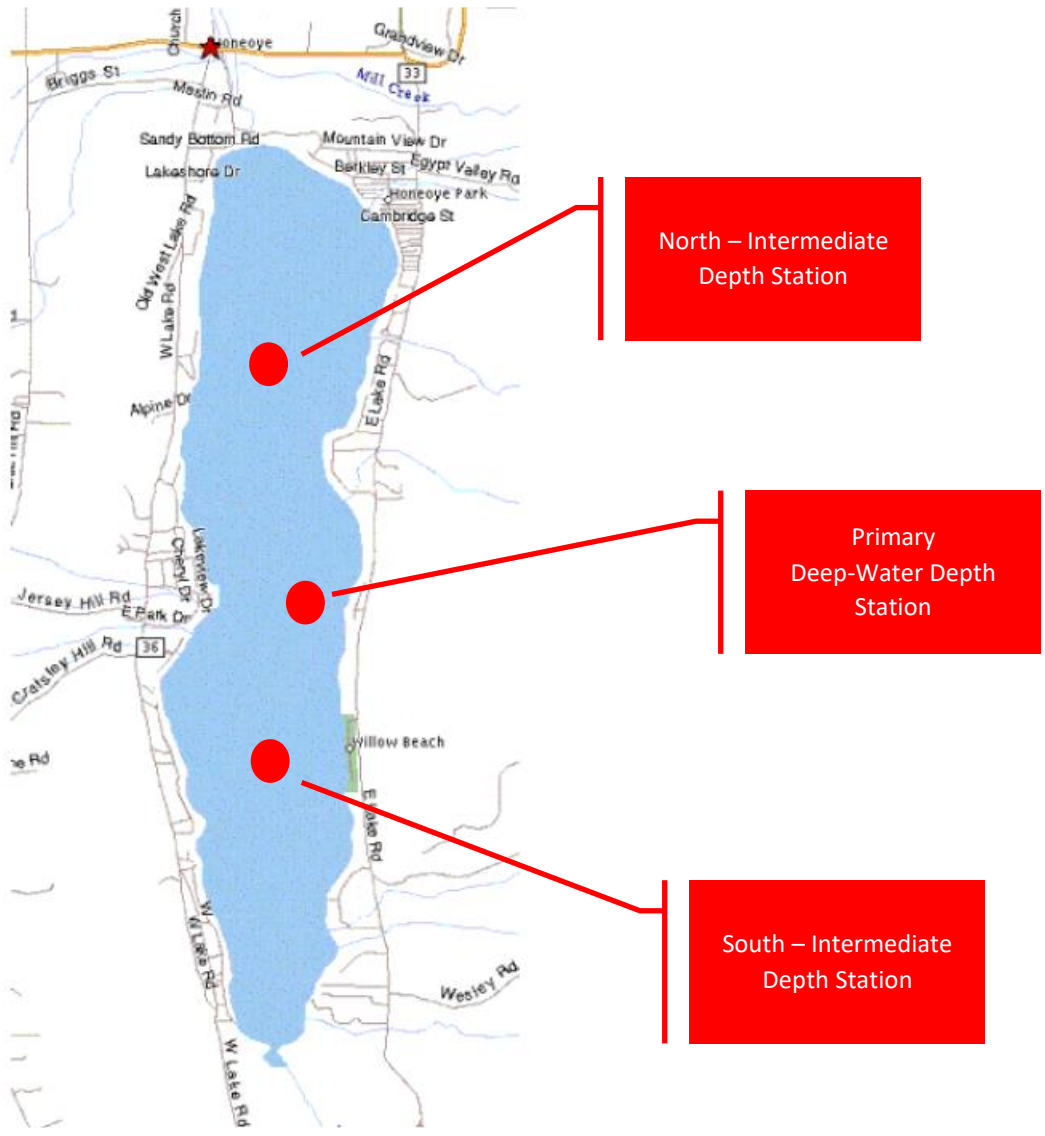 Church
Honeoye
Grandview Dr
33
Briggs St
Mill Creek
Mastin Rd
Sandy Bottom Rd
Mountain View Dr
Lakeshore Dr
Berkley St
Egypt Valley Rd
Honeoye Park
Cambridge St
North – Intermediate
Depth Station
Old West Lake Rd
W Lake Rd
E Lake Rd
Alpine Dr
Hill Rd
Primary
Deep-Water Depth
Station
Lakeview Dr
Cheryl Dr
Jersey Hill Rd
E Park Dr
36
Cratsley Hill Rd
Willow Beach
Rd
E Lake Rd
South – Intermediate
Depth Station
W
W Lake Rd
Wesley Rd
W Lake Rd